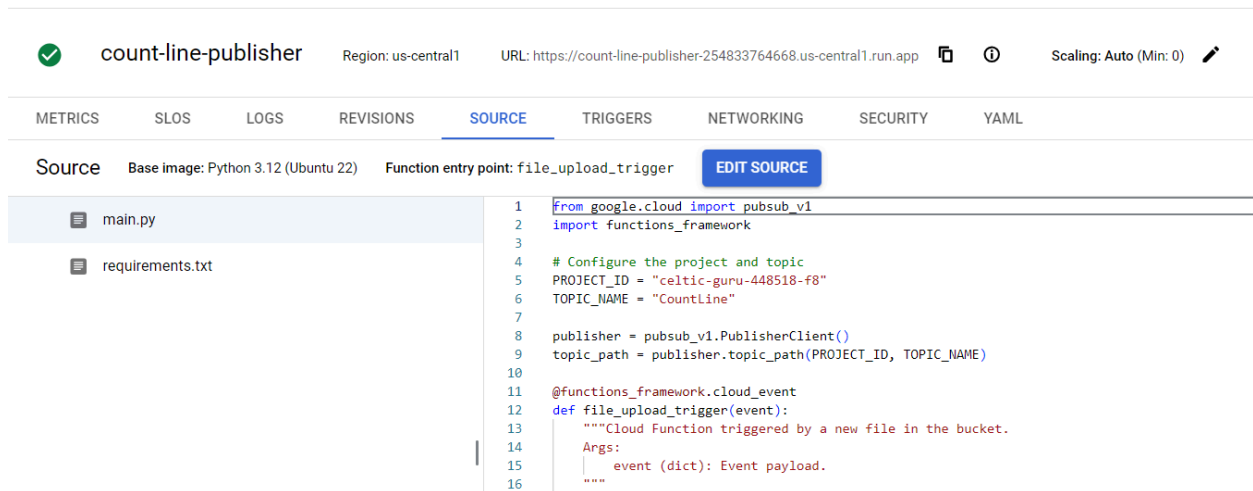 count-line-publisher Region: us-central1 URL: https://count-line-publisher-254833764668.us-central1.run.app Scaling: Auto (Min: 0)
METRICS SLOS LOGS REVISIONS SOURCE TRIGGERS NETWORKING SECURITY YAML
Source Base image: Python 3.12 (Ubuntu 22) Function entry point: file_upload_trigger EDIT SOURCE
main.py
requirements.txt
1 from google.cloud import pubsub_v1
2 import functions_framework
3
4 # Configure the project and topic
5 PROJECT_ID = "celtic-guru-448518-f8"
6 TOPIC_NAME = "CountLine"
7
8 publisher = pubsub_v1.PublisherClient()
9 topic_path = publisher.topic_path(PROJECT_ID, TOPIC_NAME)
10
11 @functions_framework.cloud_event
12 def file_upload_trigger(event):
13     """Cloud Function triggered by a new file in the bucket.
14     Args:
15         event (dict): Event payload.
16     """